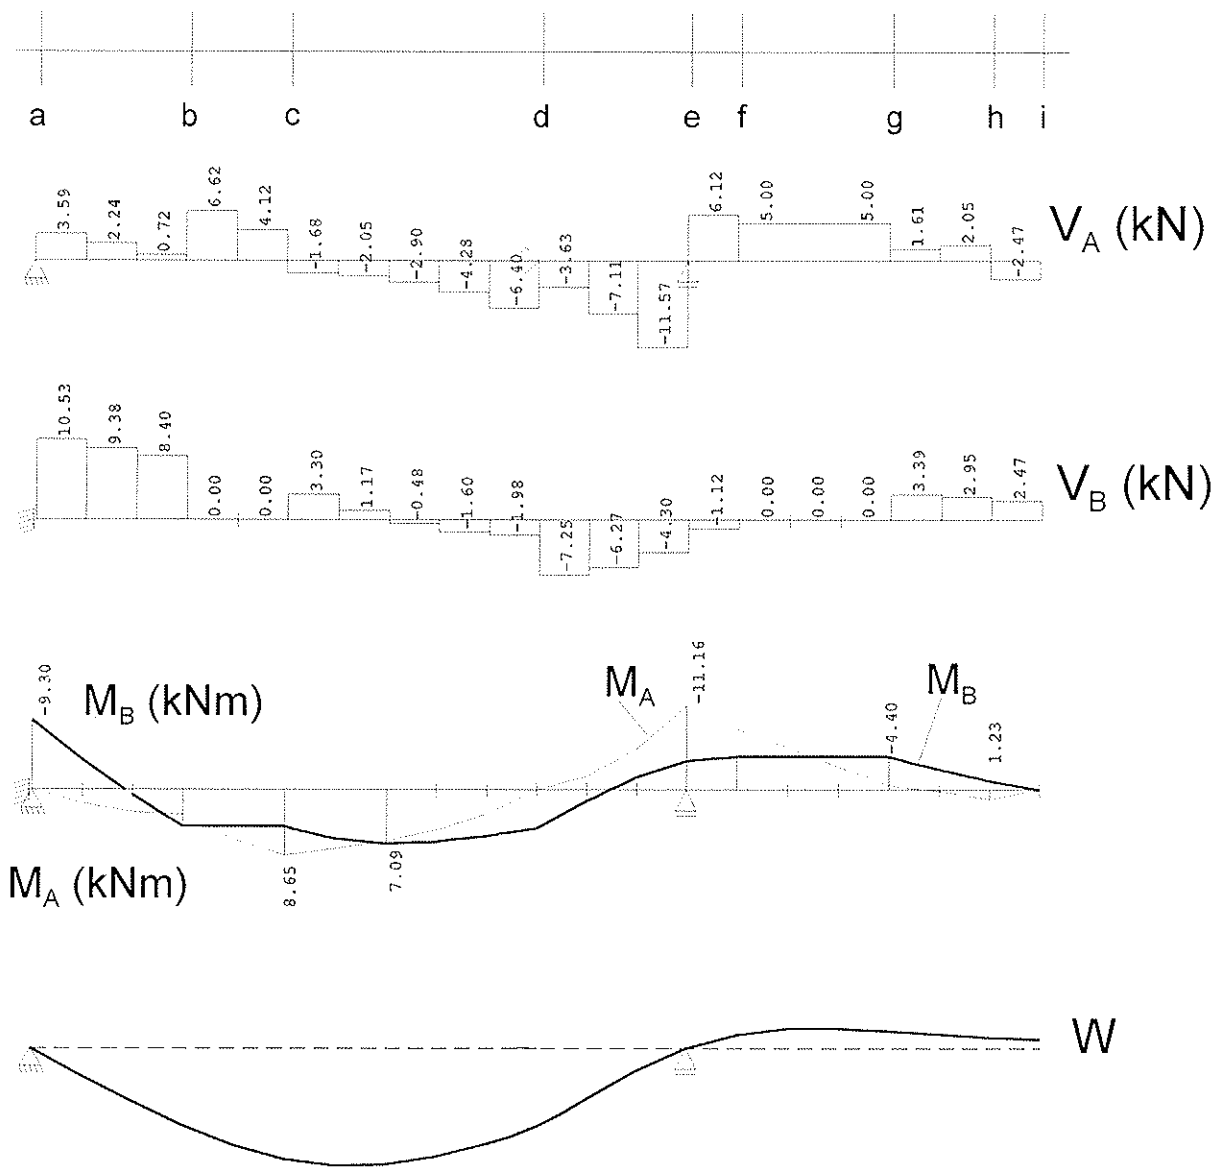 a b c d e f g h i
3.59 2.24 0.72 6.62 4.12 -1.68 -2.05 -2.90 -4.28 -6.40 -3.63 -7.11 -11.57 6.12 5.00 5.00 1.61 2.05 -2.47
V_A (kN)
10.53 9.38 8.40 0.00 0.00 3.30 1.17 -0.48 -1.60 -1.98 -7.25 -6.27 -4.30 -1.12 0.00 0.00 0.00 3.39 2.95 2.47
V_B (kN)
-9.30 M_B (kNm) M_A -11.16 M_B
-4.40 1.23
M_A (kNm) 8.65 7.09
W